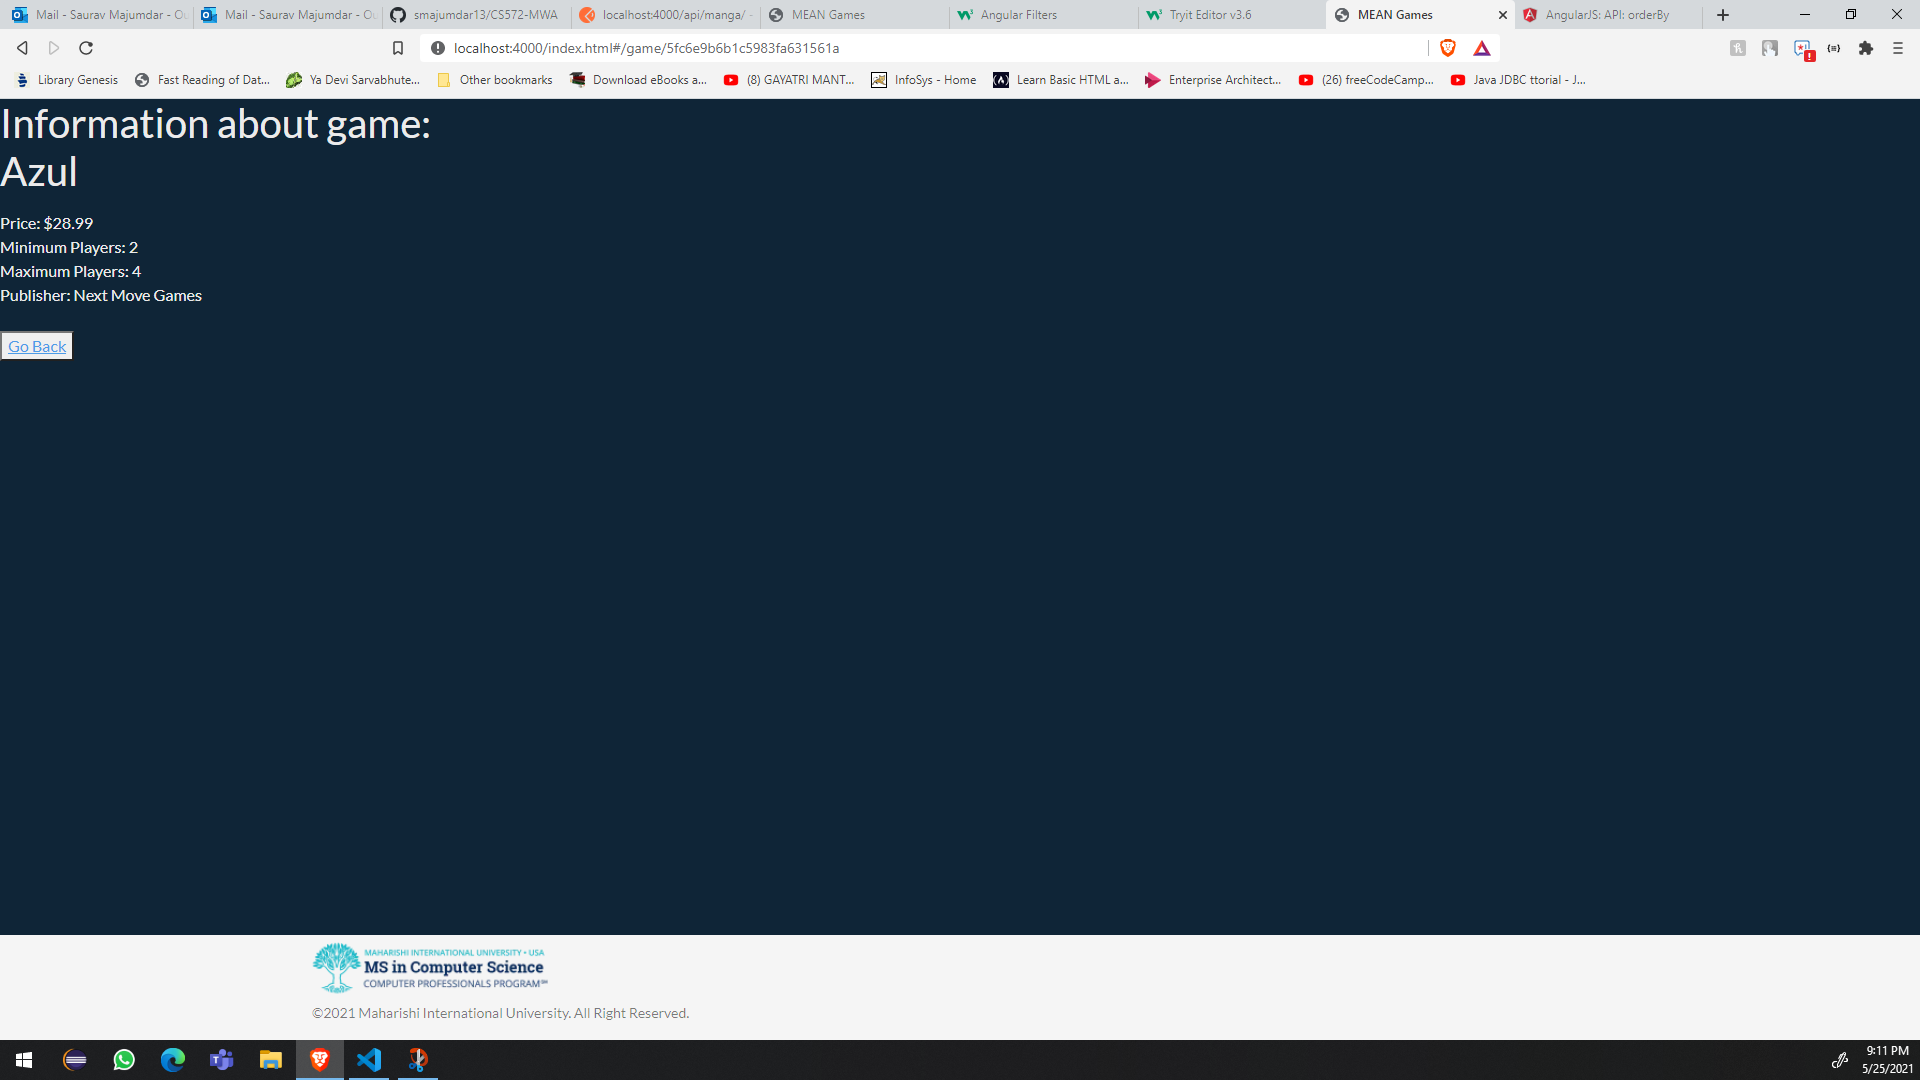 Mail - Saurav Majumdar - Ou
Mail - Saurav Majumdar - Ou
smajumdar13/CS572-MWA
localhost:4000/api/manga/ -
MEAN Games
Angular Filters
Tryit Editor v3.6
MEAN Games
AngularJS: API: orderBy
localhost:4000/index.html#/game/5fc6e9b6b1c5983fa631561a
Library Genesis
Fast Reading of Dat...
Ya Devi Sarvabhute...
Other bookmarks
Download eBooks a...
(8) GAYATRI MANT...
InfoSys - Home
Learn Basic HTML a...
Enterprise Architect...
(26) freeCodeCamp...
Java JDBC ttorial - J...
Information about game:
Azul
Price: $28.99
Minimum Players: 2
Maximum Players: 4
Publisher: Next Move Games
Go Back
MAHARISHI INTERNATIONAL UNIVERSITY • USA
MS in Computer Science
COMPUTER PROFESSIONALS PROGRAM℠
©2021 Maharishi International University. All Right Reserved.
9:11 PM
5/25/2021